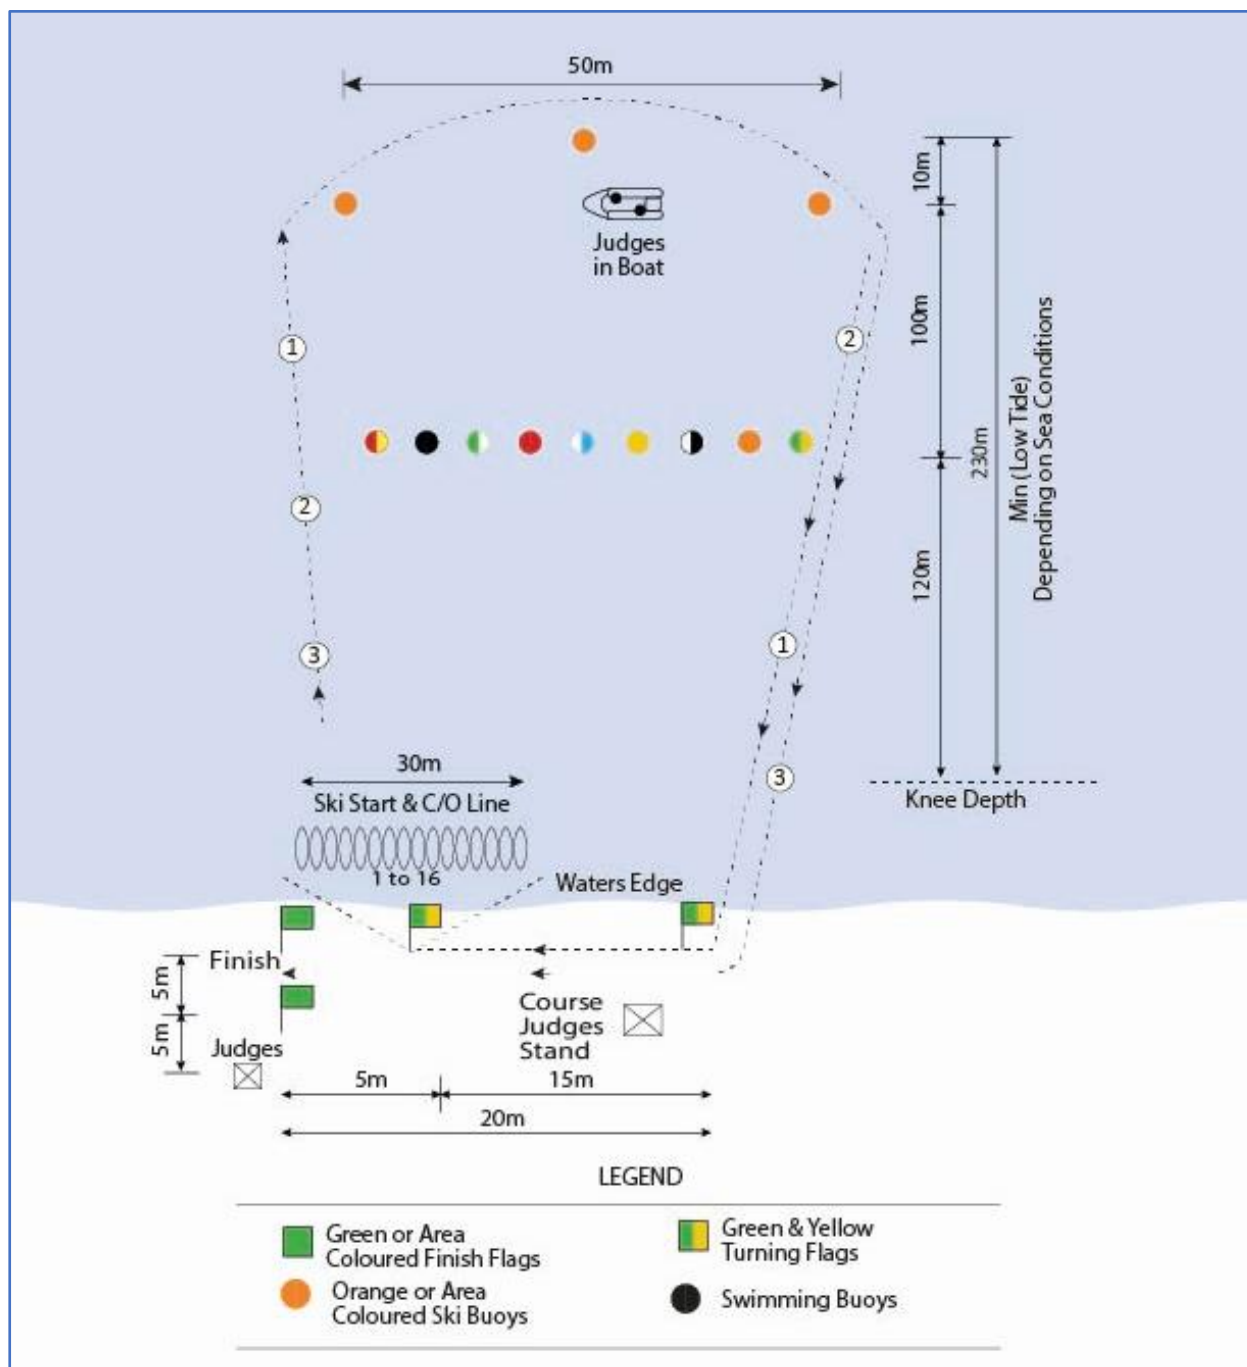 50m
10m
Judges
in Boat
1
2
100m
Min (Low Tide)
Depending on Sea Conditions
230m
2
120m
1
3
30m
3
Ski Start & C/O Line
Knee Depth
1 to 16
Waters Edge
Finish
5m
Course
Judges
Stand
5m
Judges
5m
15m
20m
LEGEND
Green or Area
Coloured Finish Flags
Green & Yellow
Turning Flags
Orange or Area
Coloured Ski Buoys
Swimming Buoys